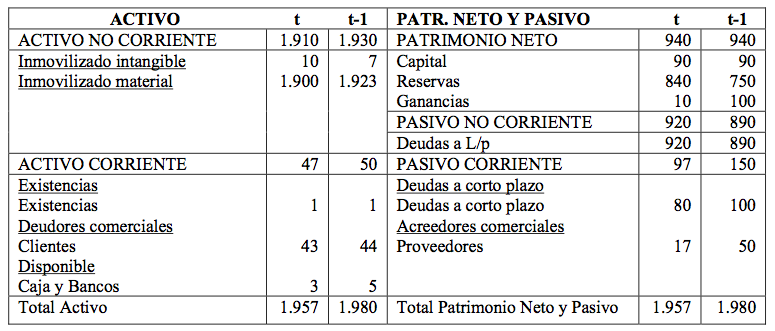 ACTIVO t t-1 PATR. NETO Y PASIVO t t-1
ACTIVO NO CORRIENTE 1.910 1.930 PATRIMONIO NETO 940 940
Inmovilizado intangible 10 7 Capital 90 90
Inmovilizado material 1.900 1.923 Reservas 840 750
Ganancias 10 100
PASIVO NO CORRIENTE 920 890
Deudas a L/p 920 890
ACTIVO CORRIENTE 47 50 PASIVO CORRIENTE 97 150
Existencias Deudas a corto plazo
Existencias 1 1 Deudas a corto plazo 80 100
Deudores comerciales Acreedores comerciales
Clientes 43 44 Proveedores 17 50
Disponible
Caja y Bancos 3 5
Total Activo 1.957 1.980 Total Patrimonio Neto y Pasivo 1.957 1.980